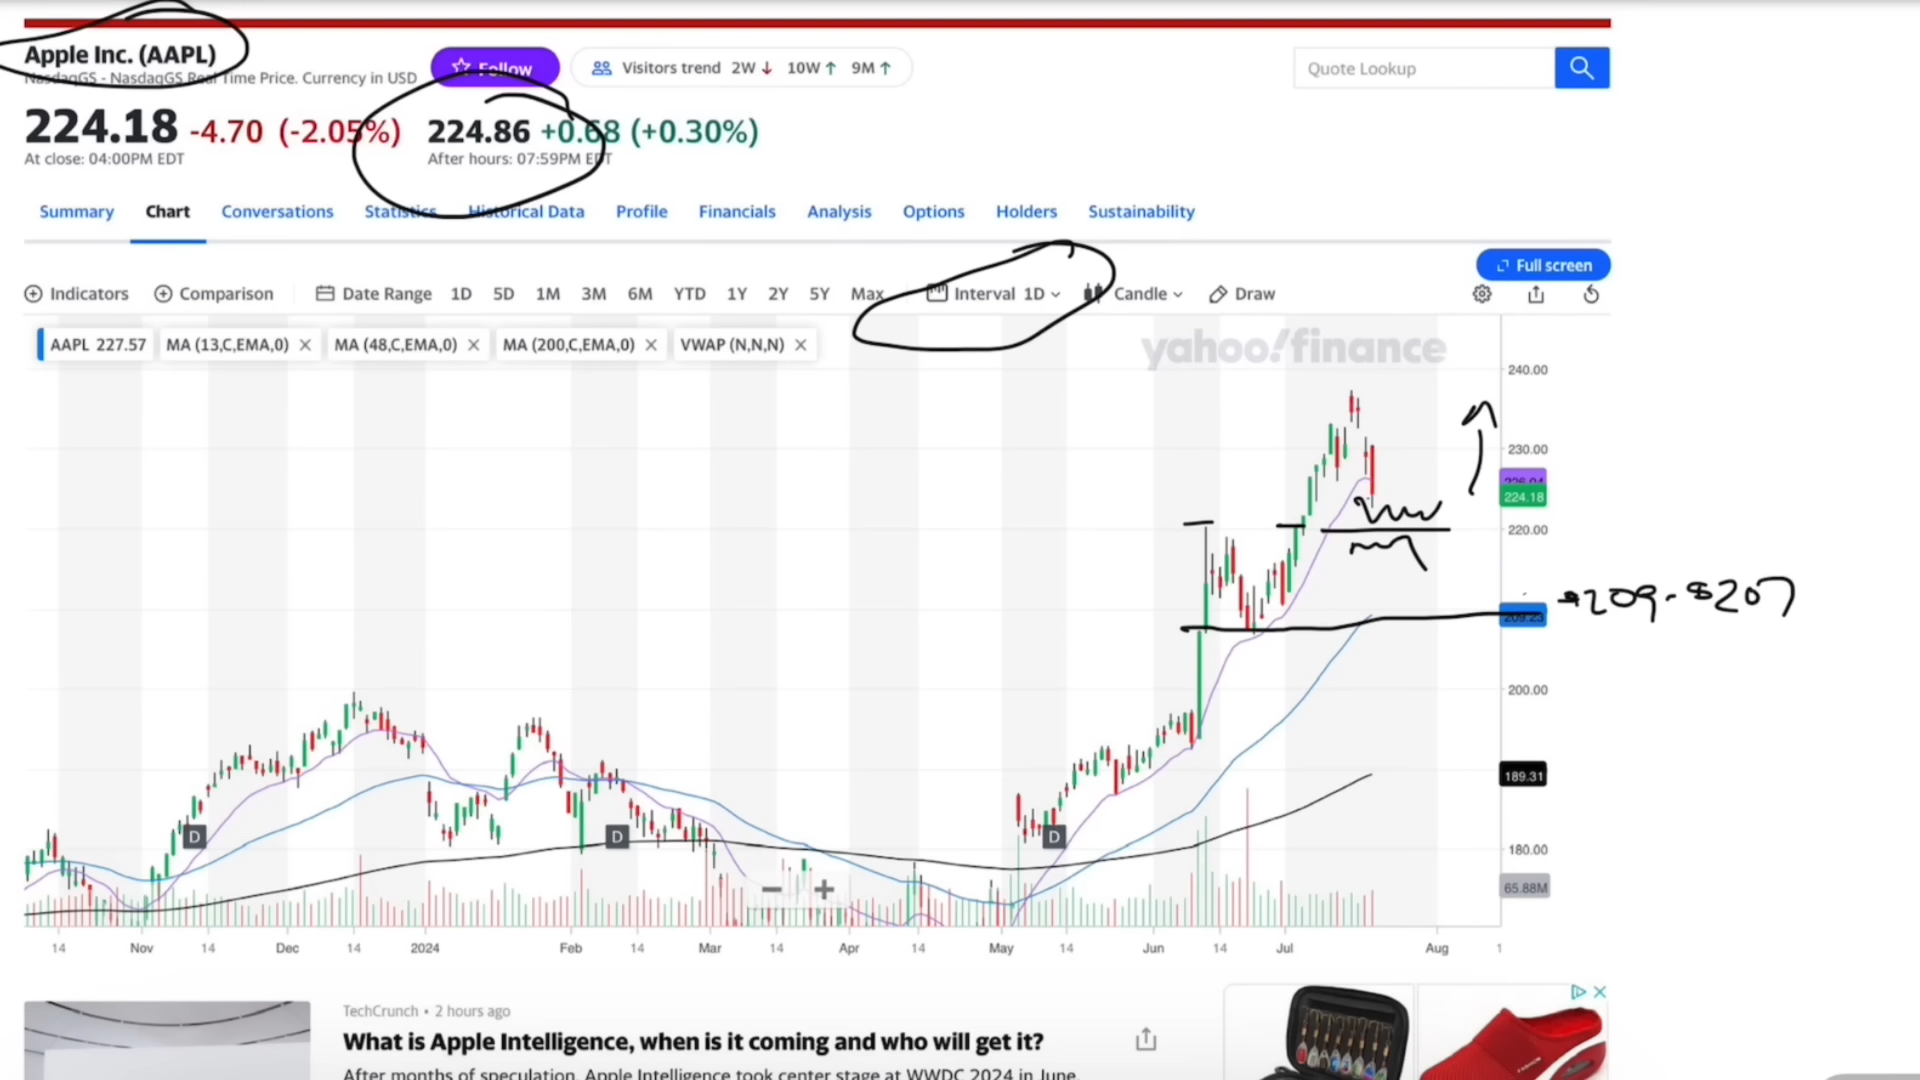 Apple Inc. (AAPL)
NasdaqGS - NasdaqGS Real Time Price. Currency in USD
Follow
Visitors trend 2W 10W 9M
Quote Lookup
224.18 -4.70 (-2.05%)
At close: 04:00PM EDT
224.86 +0.68 (+0.30%)
After hours: 07:59PM EDT
Summary Chart Conversations Statistics Historical Data Profile Financials Analysis Options Holders Sustainability
Full screen
Indicators Comparison Date Range 1D 5D 1M 3M 6M YTD 1Y 2Y 5Y Max Interval 1D Candle Draw
AAPL 227.57 MA (13,C,EMA,0) MA (48,C,EMA,0) MA (200,C,EMA,0) VWAP (N,N,N)
yahoo!finance
240.00
230.00
224.18
220.00
$209-$207
209.23
200.00
189.31
D D D
180.00
65.88M
14 Nov 14 Dec 14 2024 Feb 14 Mar 14 Apr 14 May 14 Jun 14 Jul Aug 1
TechCrunch • 2 hours ago
What is Apple Intelligence, when is it coming and who will get it?
After months of speculation, Apple Intelligence took center stage at WWDC 2024 in June.